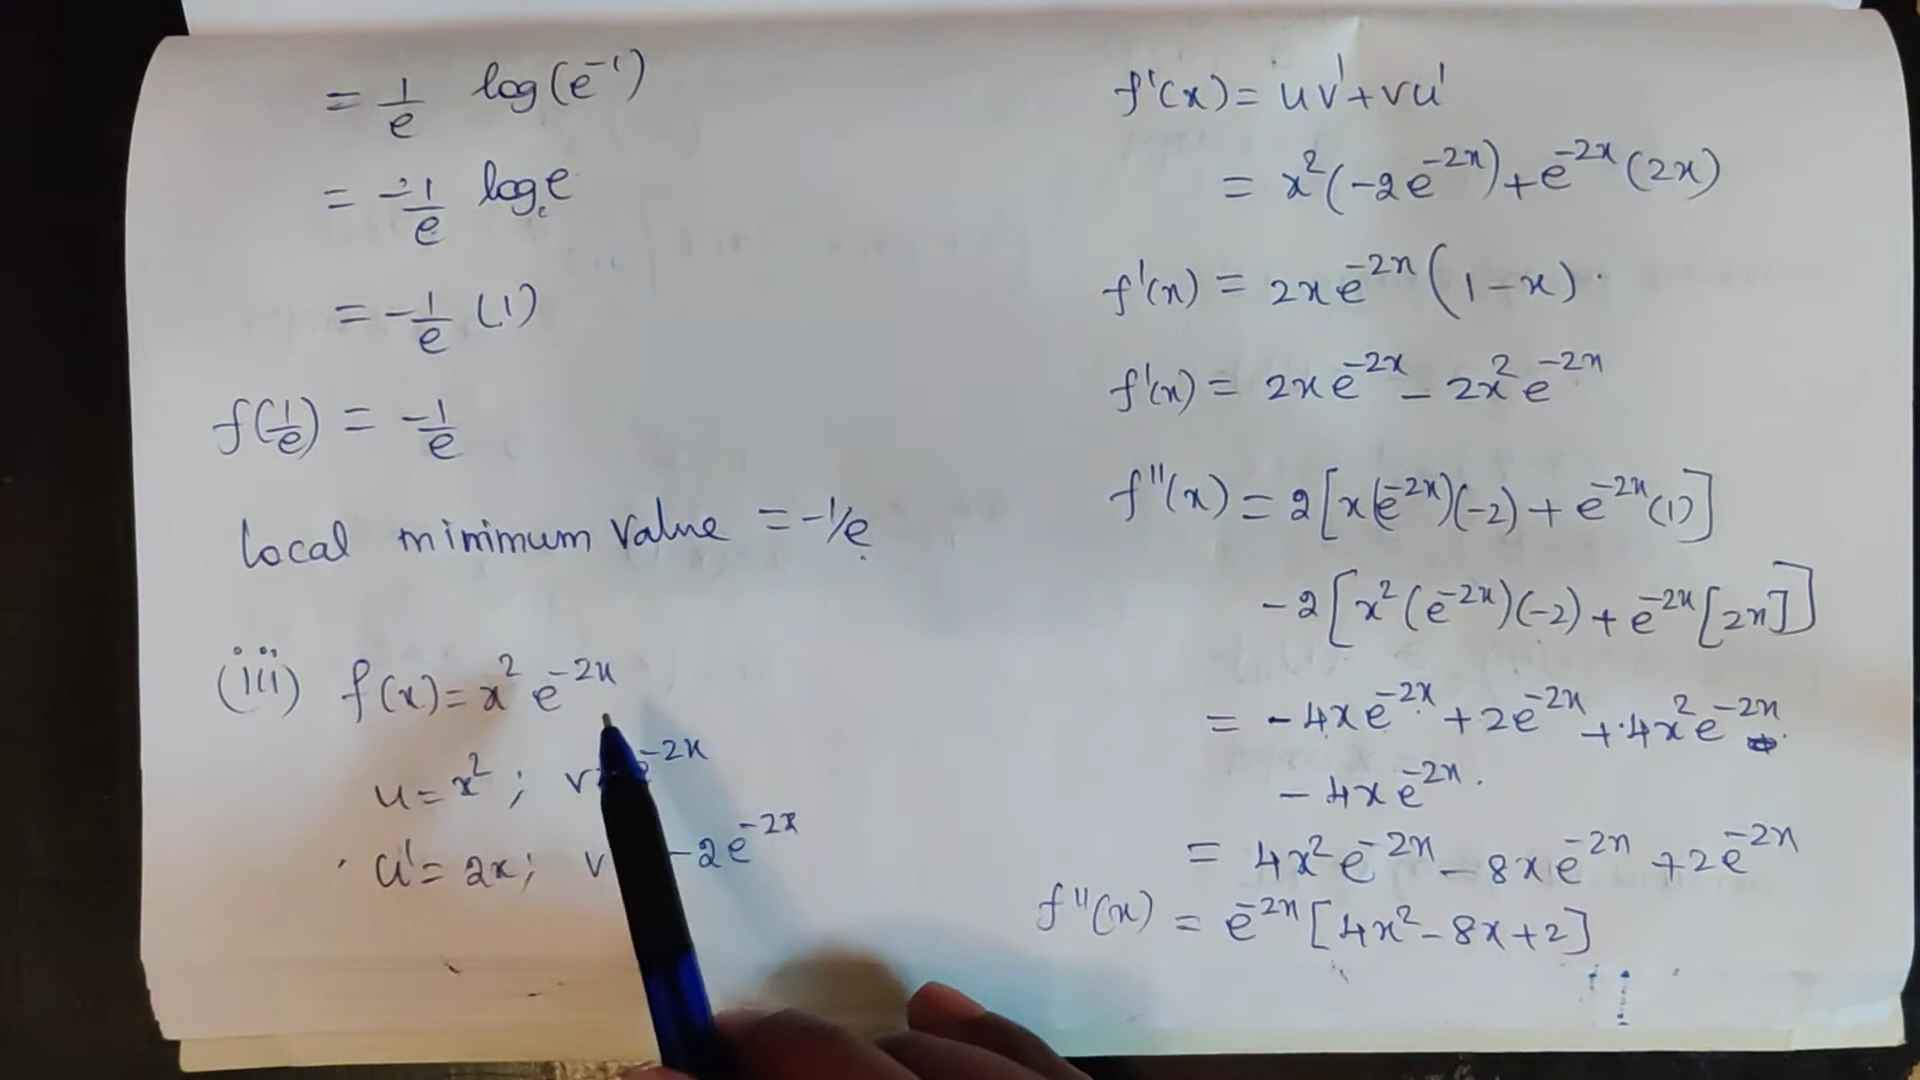 = 1/e log(e⁻¹)
= -1/e logₑe
= -1/e (1)
f(1/e) = -1/e
Local minimum Value = -1/e
(iii) f(x) = x² e⁻²ˣ
u = x² ; v e⁻²ˣ
u' = 2x ; v -2e⁻²ˣ
f'(x) = uv' + vu'
= x²(-2e⁻²ˣ) + e⁻²ˣ (2x)
f'(x) = 2xe⁻²ˣ (1-x).
f'(x) = 2xe⁻²ˣ - 2x²e⁻²ˣ
f''(x) = 2[x(e⁻²ˣ)(-2) + e⁻²ˣ(1)]
-2[x²(e⁻²ˣ)(-2) + e⁻²ˣ[2x]]
= -4xe⁻²ˣ + 2e⁻²ˣ + 4x²e⁻²ˣ
- 4xe⁻²ˣ.
= 4x²e⁻²ˣ - 8xe⁻²ˣ + 2e⁻²ˣ
f''(x) = e⁻²ˣ[4x² - 8x + 2]